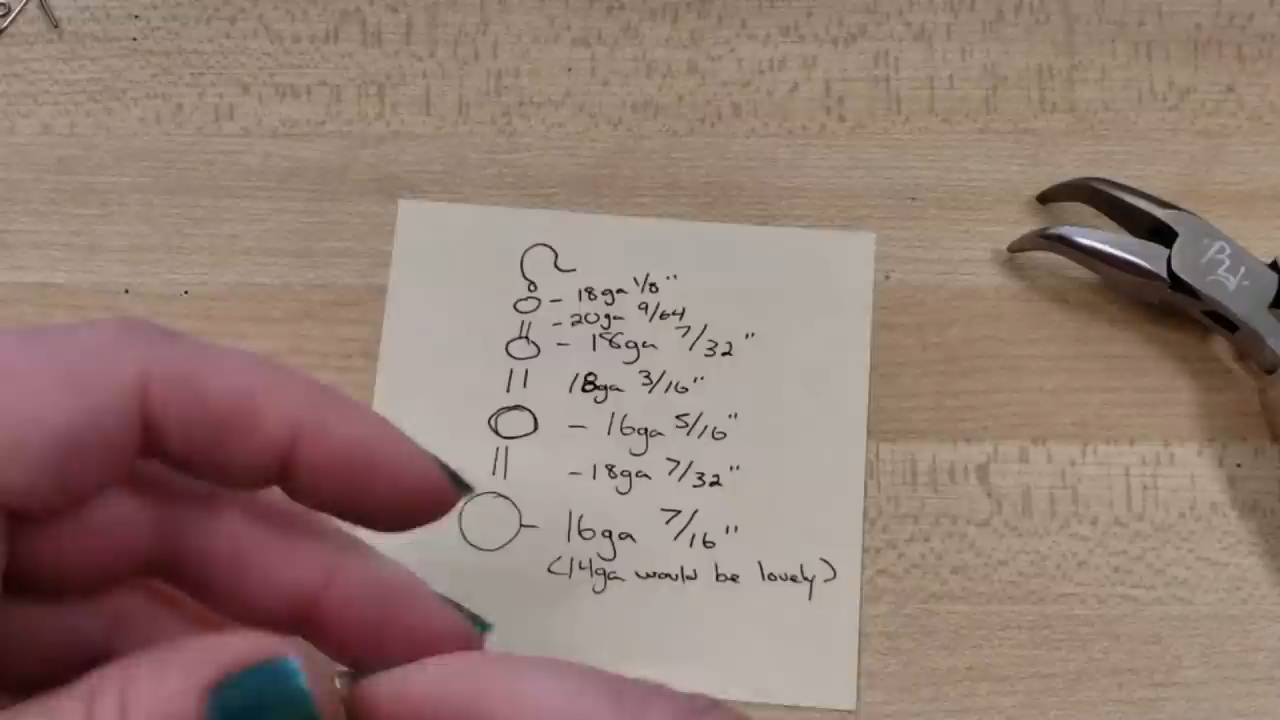 - 18ga 1/8"
- 20ga 9/64
- 18ga 7/32"
18ga 3/16"
- 16ga 5/16"
- 18ga 7/32"
- 16ga 7/16"
(14ga would be lovely)